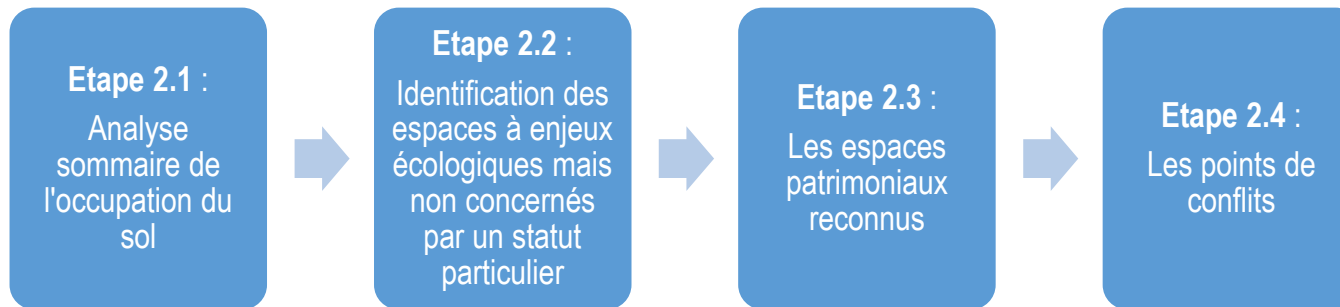 Etape 2.1 :
Analyse
sommaire de
l'occupation du
sol
Etape 2.2 :
Identification des
espaces à enjeux
écologiques mais
non concernés
par un statut
particulier
Etape 2.3 :
Les espaces
patrimoniaux
reconnus
Etape 2.4 :
Les points de
conflits